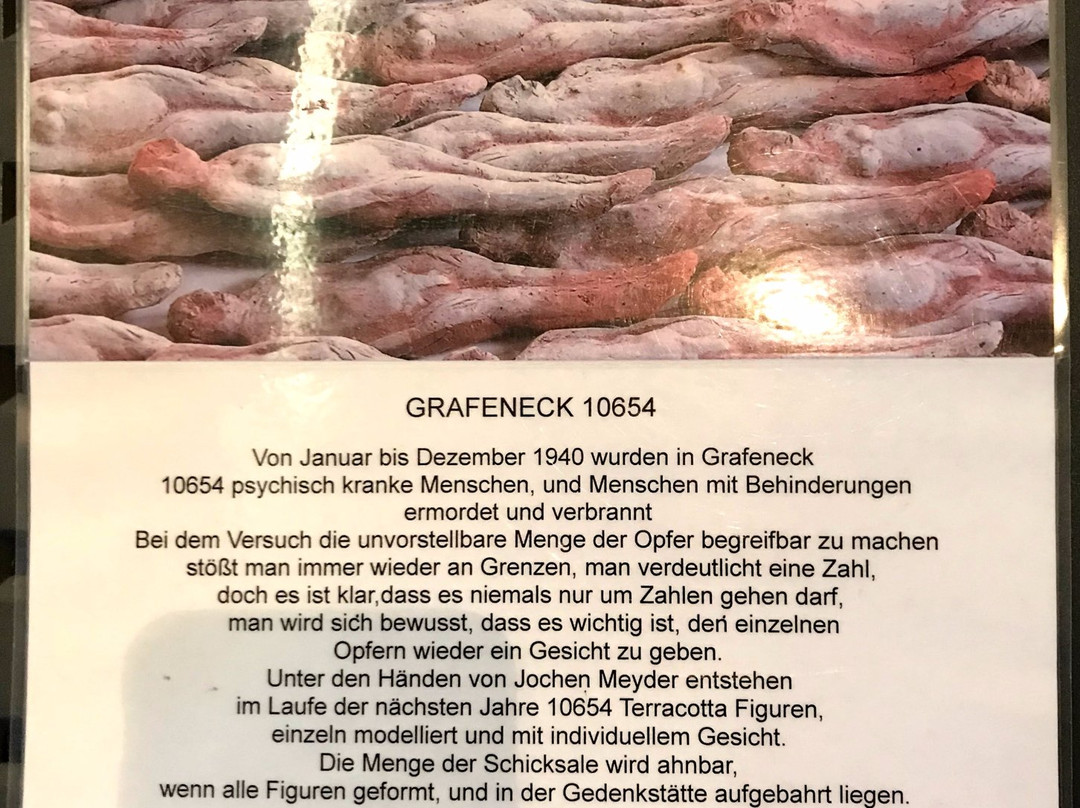 GRAFENECK 10654
Von Januar bis Dezember 1940 wurden in Grafeneck
10654 psychisch kranke Menschen, und Menschen mit Behinderungen
ermordet und verbrannt
Bei dem Versuch die unvorstellbare Menge der Opfer begreifbar zu machen
stößt man immer wieder an Grenzen, man verdeutlicht eine Zahl,
doch es ist klar,dass es niemals nur um Zahlen gehen darf,
man wird sich bewusst, dass es wichtig ist, den einzelnen
Opfern wieder ein Gesicht zu geben.
Unter den Händen von Jochen Meyder entstehen
im Laufe der nächsten Jahre 10654 Terracotta Figuren,
einzeln modelliert und mit individuellem Gesicht.
Die Menge der Schicksale wird ahnbar,
wenn alle Figuren geformt, und in der Gedenkstätte aufgebahrt liegen.